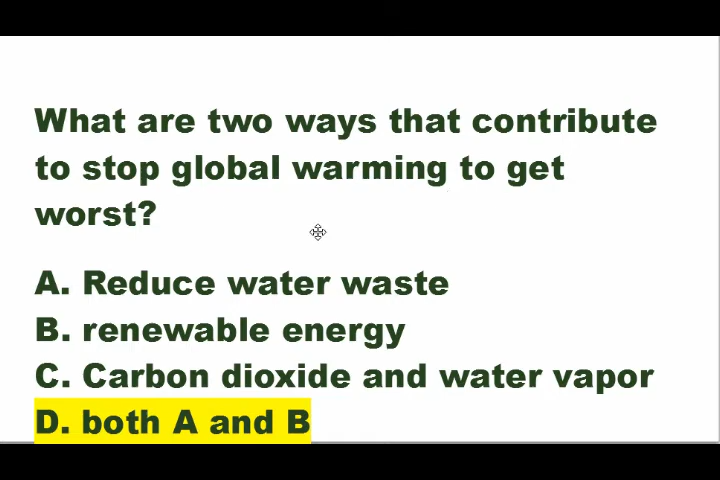 What are two ways that contribute
to stop global warming to get
worst?
A. Reduce water waste
B. renewable energy
C. Carbon dioxide and water vapor
D. both A and B